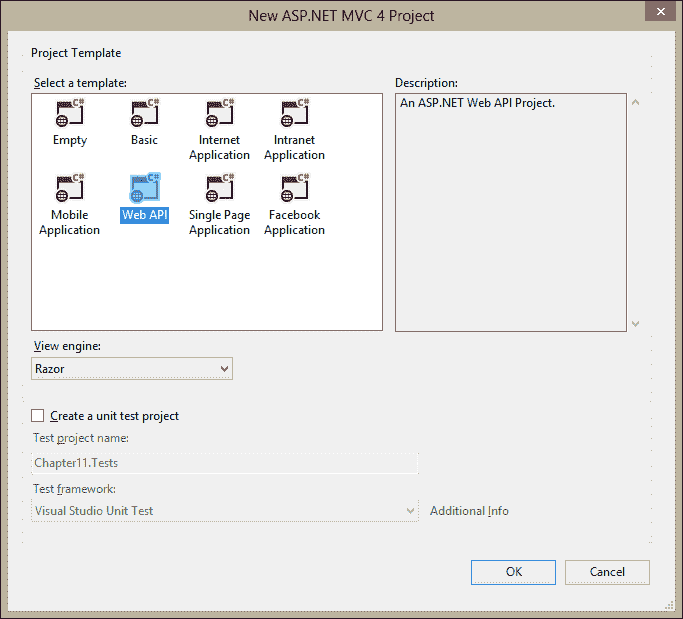 New ASP.NET MVC 4 Project
Project Template
Select a template:
Description:
C# C# C# C#
Empty Basic Internet Application Intranet Application
An ASP.NET Web API Project.
C# C# C# C#
Mobile Application Web API Single Page Application Facebook Application
View engine:
Razor
Create a unit test project
Test project name:
Chapter11.Tests
Test framework:
Visual Studio Unit Test
Additional Info
OK
Cancel